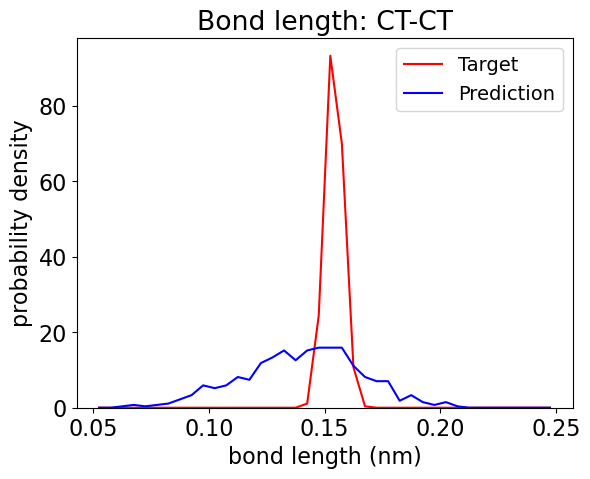 Bond length: CT-CT
Target
Prediction
probability density
80
60
40
20
0
0.05 0.10 0.15 0.20 0.25
bond length (nm)